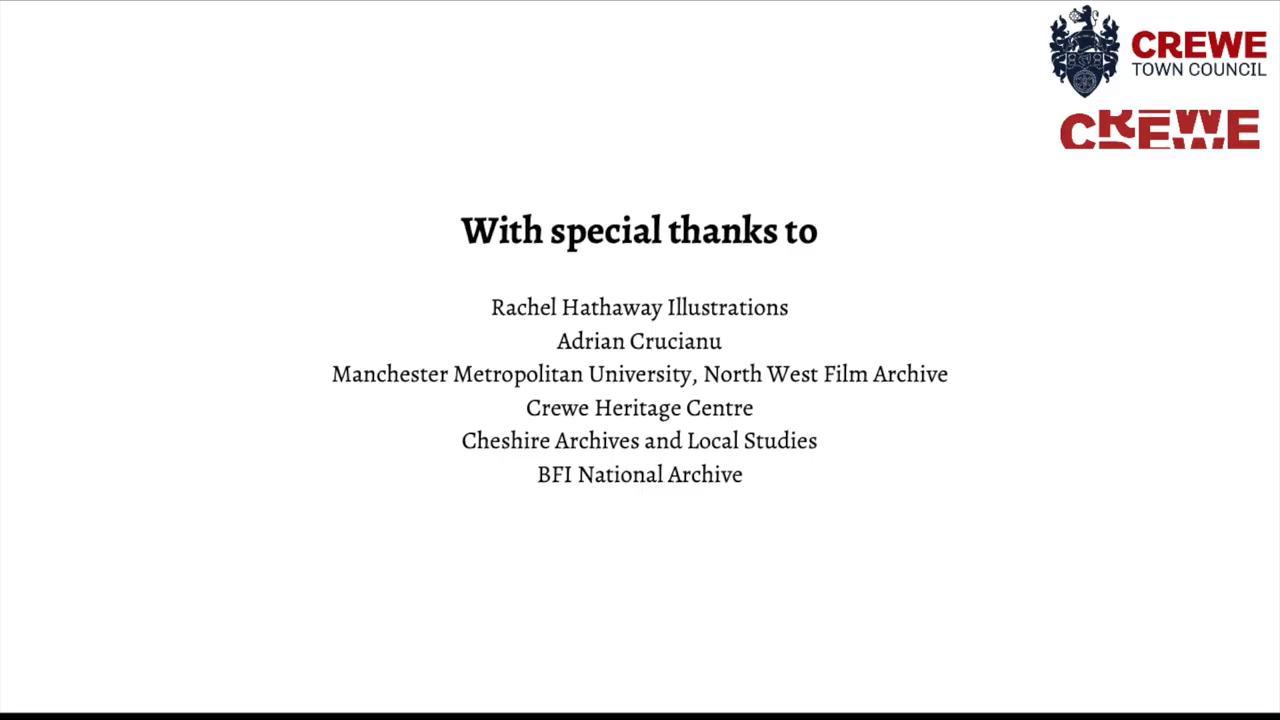 CREWE
TOWN COUNCIL
CREWE
With special thanks to
Rachel Hathaway Illustrations
Adrian Crucianu
Manchester Metropolitan University, North West Film Archive
Crewe Heritage Centre
Cheshire Archives and Local Studies
BFI National Archive